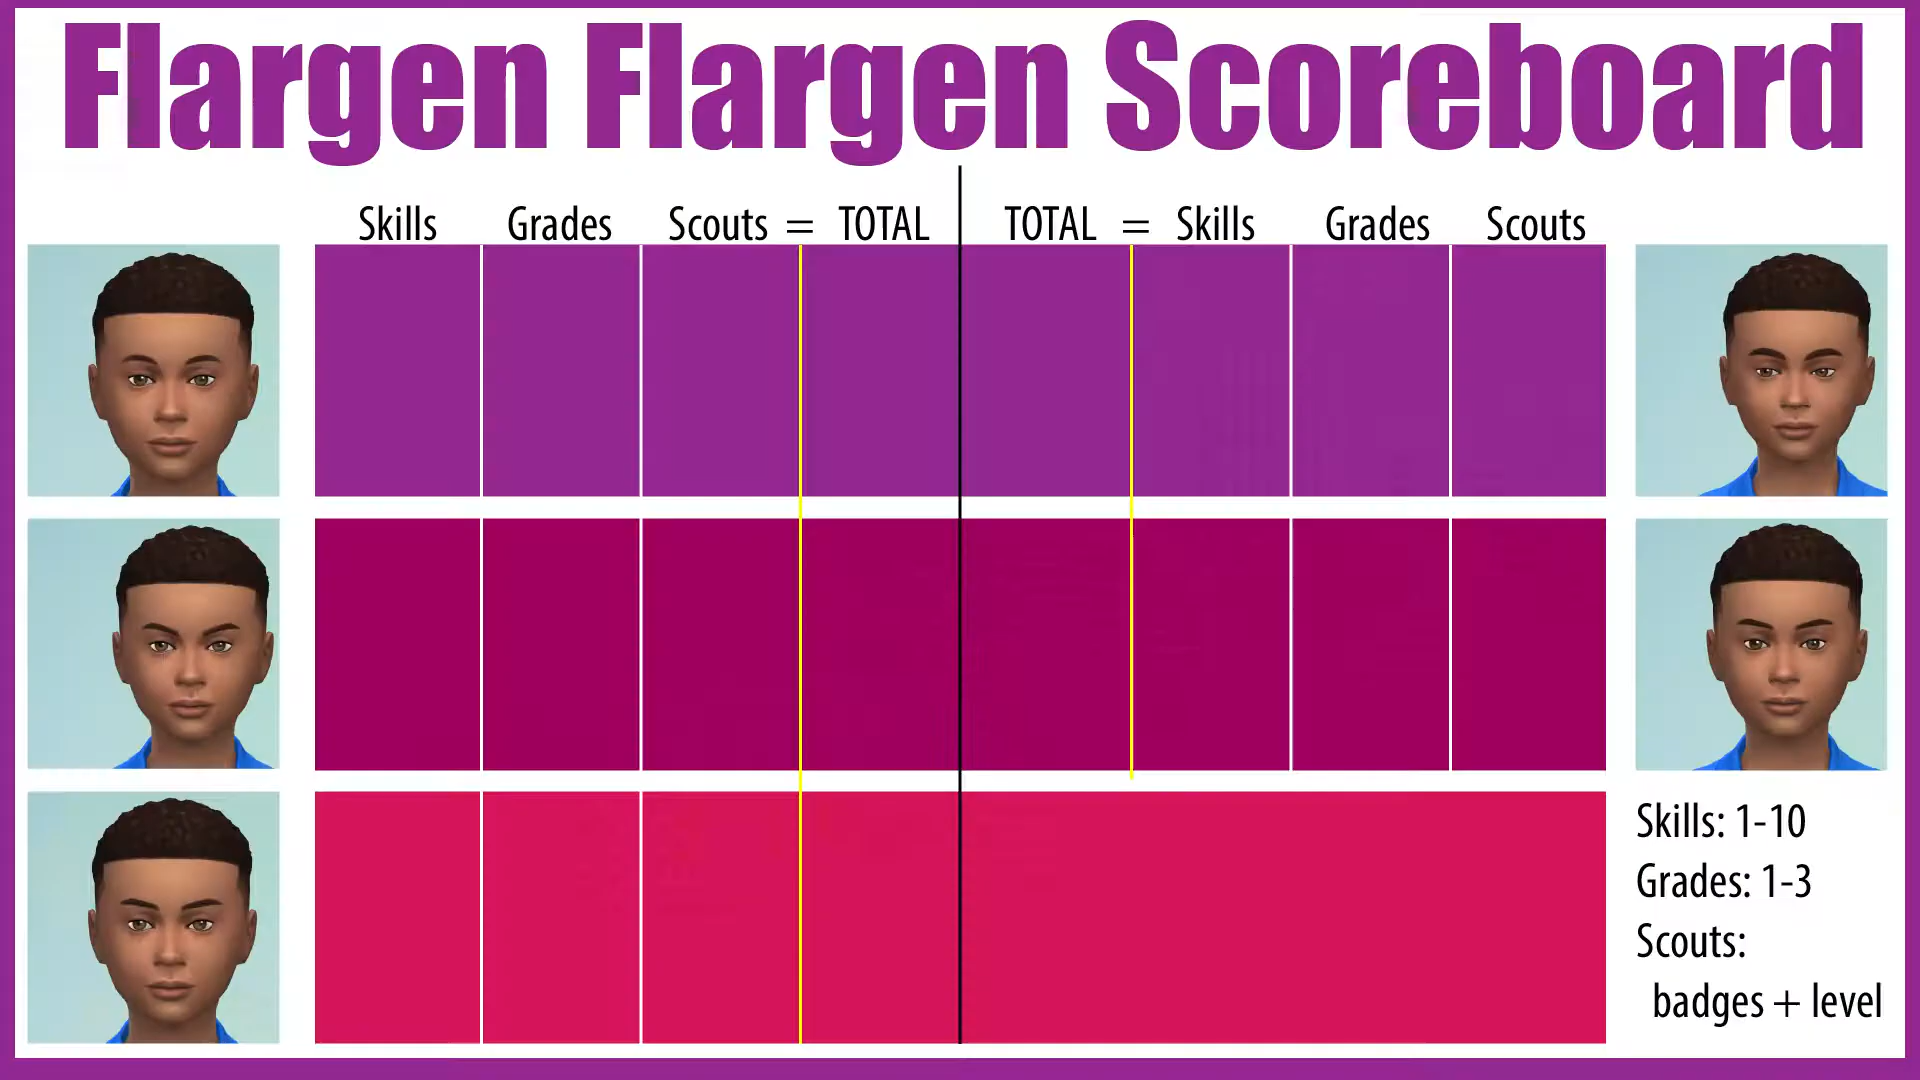 Flargen Flargen Scoreboard
Skills Grades Scouts = TOTAL TOTAL = Skills Grades Scouts
Skills: 1-10
Grades: 1-3
Scouts:
badges + level